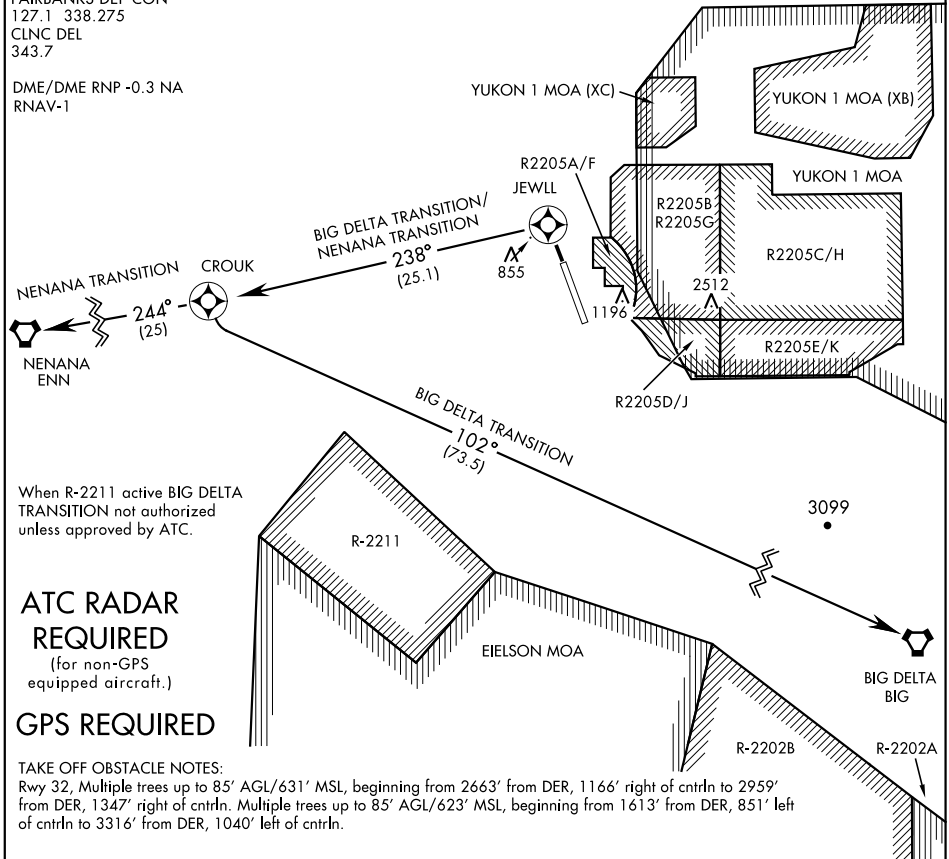 127.1 338.275
CLNC DEL
343.7
DME/DME RNP -0.3 NA
RNAV-1
YUKON 1 MOA (XC)
YUKON 1 MOA (XB)
R2205A/F
YUKON 1 MOA
JEWLL
R2205B
R2205G
R2205C/H
BIG DELTA TRANSITION/
NENANA TRANSITION
238°
(25.1)
855
NENANA TRANSITION
CROUK
244°
(25)
1196
2512
NENANA
ENN
R2205E/K
R2205D/J
BIG DELTA TRANSITION
102°
(73.5)
When R-2211 active BIG DELTA
TRANSITION not authorized
unless approved by ATC.
3099
R-2211
ATC RADAR
REQUIRED
(for non-GPS
equipped aircraft.)
EIELSON MOA
BIG DELTA
BIG
GPS REQUIRED
R-2202B
R-2202A
TAKE OFF OBSTACLE NOTES:
Rwy 32, Multiple trees up to 85' AGL/631' MSL, beginning from 2663' from DER, 1166' right of cntrln to 2959'
from DER, 1347' right of cntrln. Multiple trees up to 85' AGL/623' MSL, beginning from 1613' from DER, 851' left
of cntrln to 3316' from DER, 1040' left of cntrln.